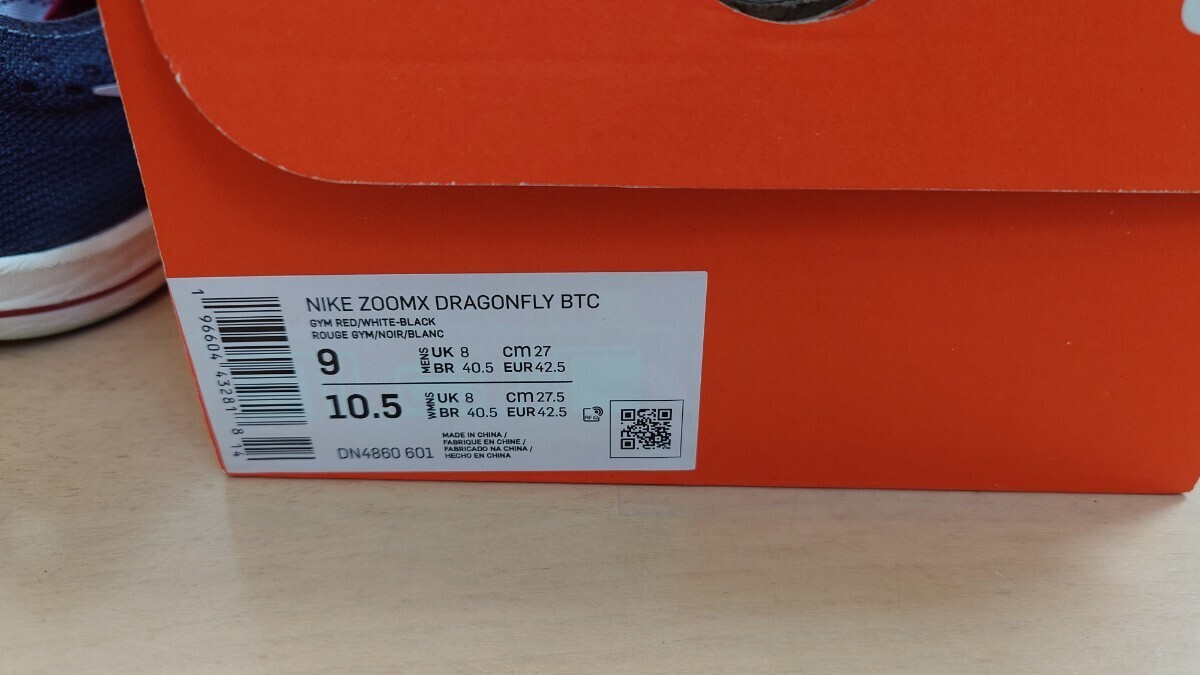 NIKE ZOOMX DRAGONFLY BTC
GYM RED/WHITE-BLACK
ROUGE GYM/NOIR/BLANC
9 MENS UK 8 cm 27
BR 40.5 EUR 42.5
10.5 WMNS UK 8 cm 27.5
BR 40.5 EUR 42.5
DN4860 601
MADE IN CHINA /
FABRIQUE EN CHINE /
FABRICADO NA CHINA /
HECHO EN CHINA
1 96604 43281 8 14
RFID